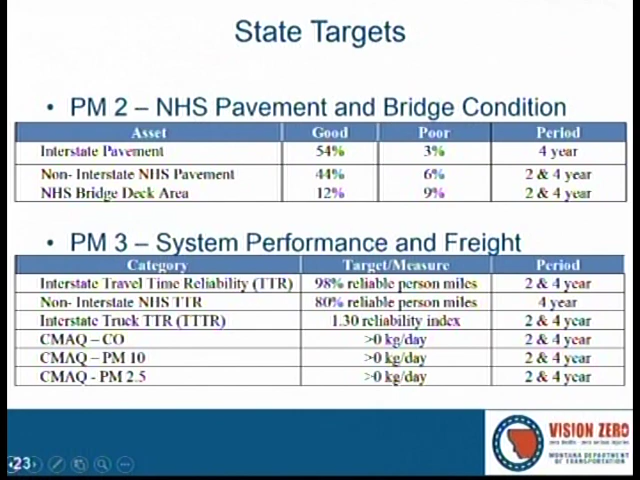 State Targets
• PM 2 – NHS Pavement and Bridge Condition
Asset Good Poor Period
Interstate Pavement 54% 3% 4 year
Non- Interstate NHS Pavement 44% 6% 2 & 4 year
NHS Bridge Deck Area 12% 9% 2 & 4 year
• PM 3 – System Performance and Freight
Category Target/Measure Period
Interstate Travel Time Reliability (TTR) 98% reliable person miles 2 & 4 year
Non- Interstate NHS TTR 80% reliable person miles 4 year
Interstate Truck TTR (TTTR) 1.30 reliability index 2 & 4 year
CMAQ – CO >0 kg/day 2 & 4 year
CMAQ – PM 10 >0 kg/day 2 & 4 year
CMAQ - PM 2.5 >0 kg/day 2 & 4 year
VISION ZERO
zero deaths · zero serious injuries
MONTANA DEPARTMENT
OF TRANSPORTATION
23